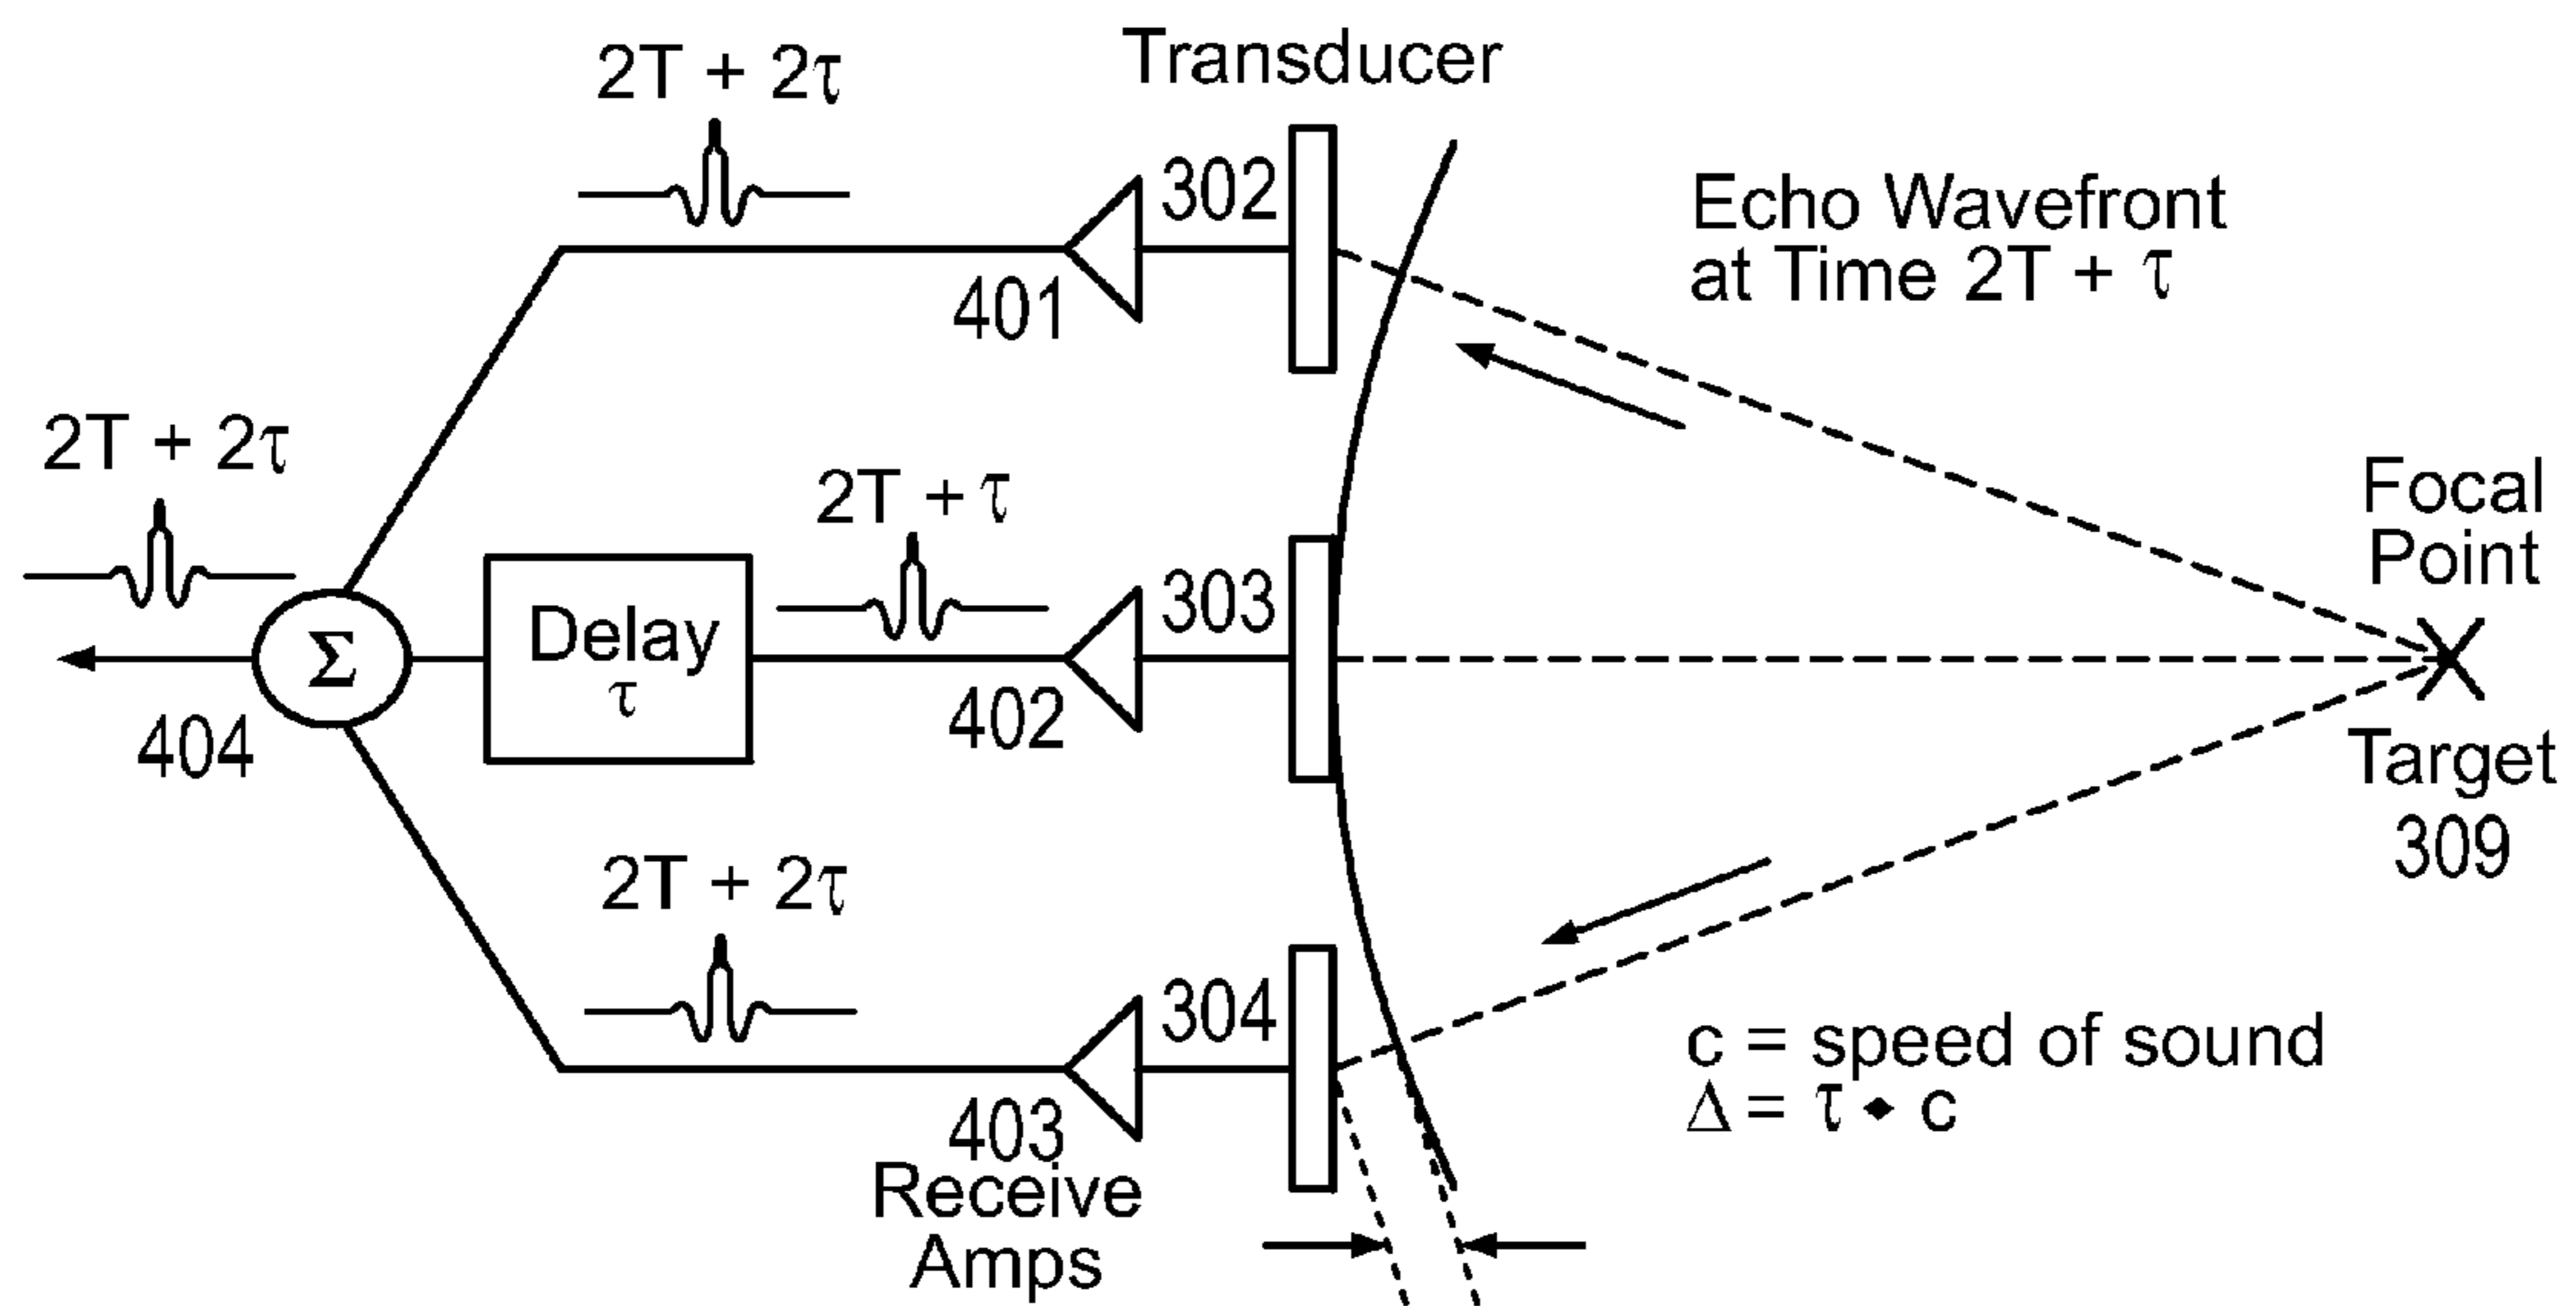 2T + 2τ
Transducer
302
401
Echo Wavefront
at Time 2T + τ
2T + 2τ
2T + τ
Focal
Point
303
Delay
τ
Σ
402
404
Target
309
2T + 2τ
304
403
Receive
Amps
c = speed of sound
Δ = τ ⬥ c